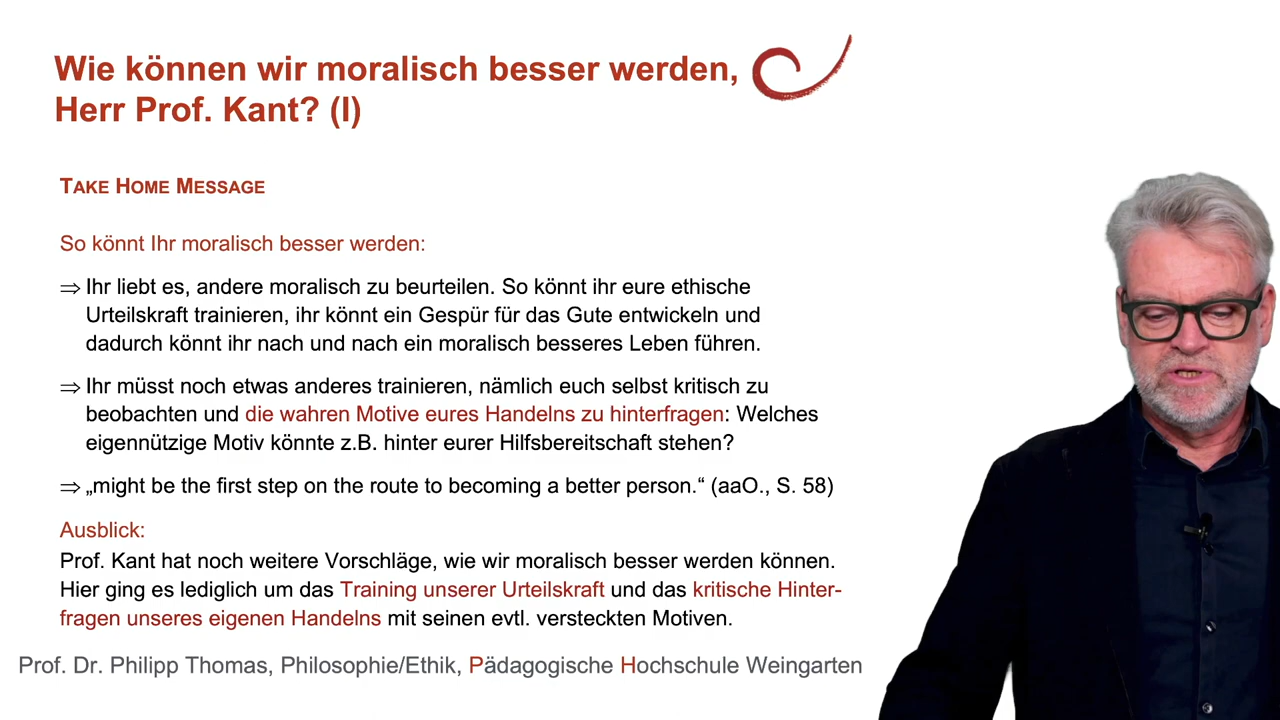 Wie können wir moralisch besser werden,
Herr Prof. Kant? (I)
TAKE HOME MESSAGE
So könnt Ihr moralisch besser werden:
⇒ Ihr liebt es, andere moralisch zu beurteilen. So könnt ihr eure ethische
Urteilskraft trainieren, ihr könnt ein Gespür für das Gute entwickeln und
dadurch könnt ihr nach und nach ein moralisch besseres Leben führen.
⇒ Ihr müsst noch etwas anderes trainieren, nämlich euch selbst kritisch zu
beobachten und die wahren Motive eures Handelns zu hinterfragen: Welches
eigennützige Motiv könnte z.B. hinter eurer Hilfsbereitschaft stehen?
⇒ „might be the first step on the route to becoming a better person.“ (aaO., S. 58)
Ausblick:
Prof. Kant hat noch weitere Vorschläge, wie wir moralisch besser werden können.
Hier ging es lediglich um das Training unserer Urteilskraft und das kritische Hinter-
fragen unseres eigenen Handelns mit seinen evtl. versteckten Motiven.
Prof. Dr. Philipp Thomas, Philosophie/Ethik, Pädagogische Hochschule Weingarten